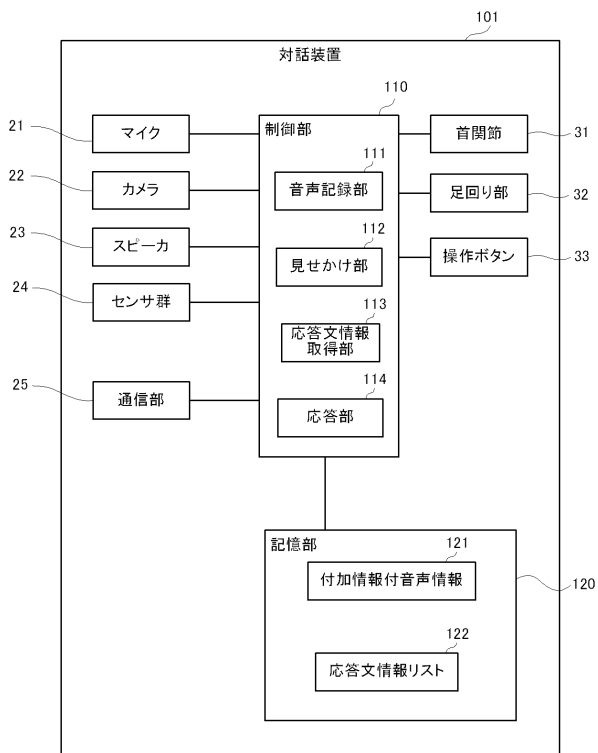 101
対話装置
110
21
マイク
制御部
首関節
31
111
22
カメラ
音声記録部
足回り部
32
112
23
スピーカ
見せかけ部
操作ボタン
33
24
センサ群
113
応答文情報
取得部
25
通信部
114
応答部
記憶部
121
付加情報付音声情報
120
122
応答文情報リスト